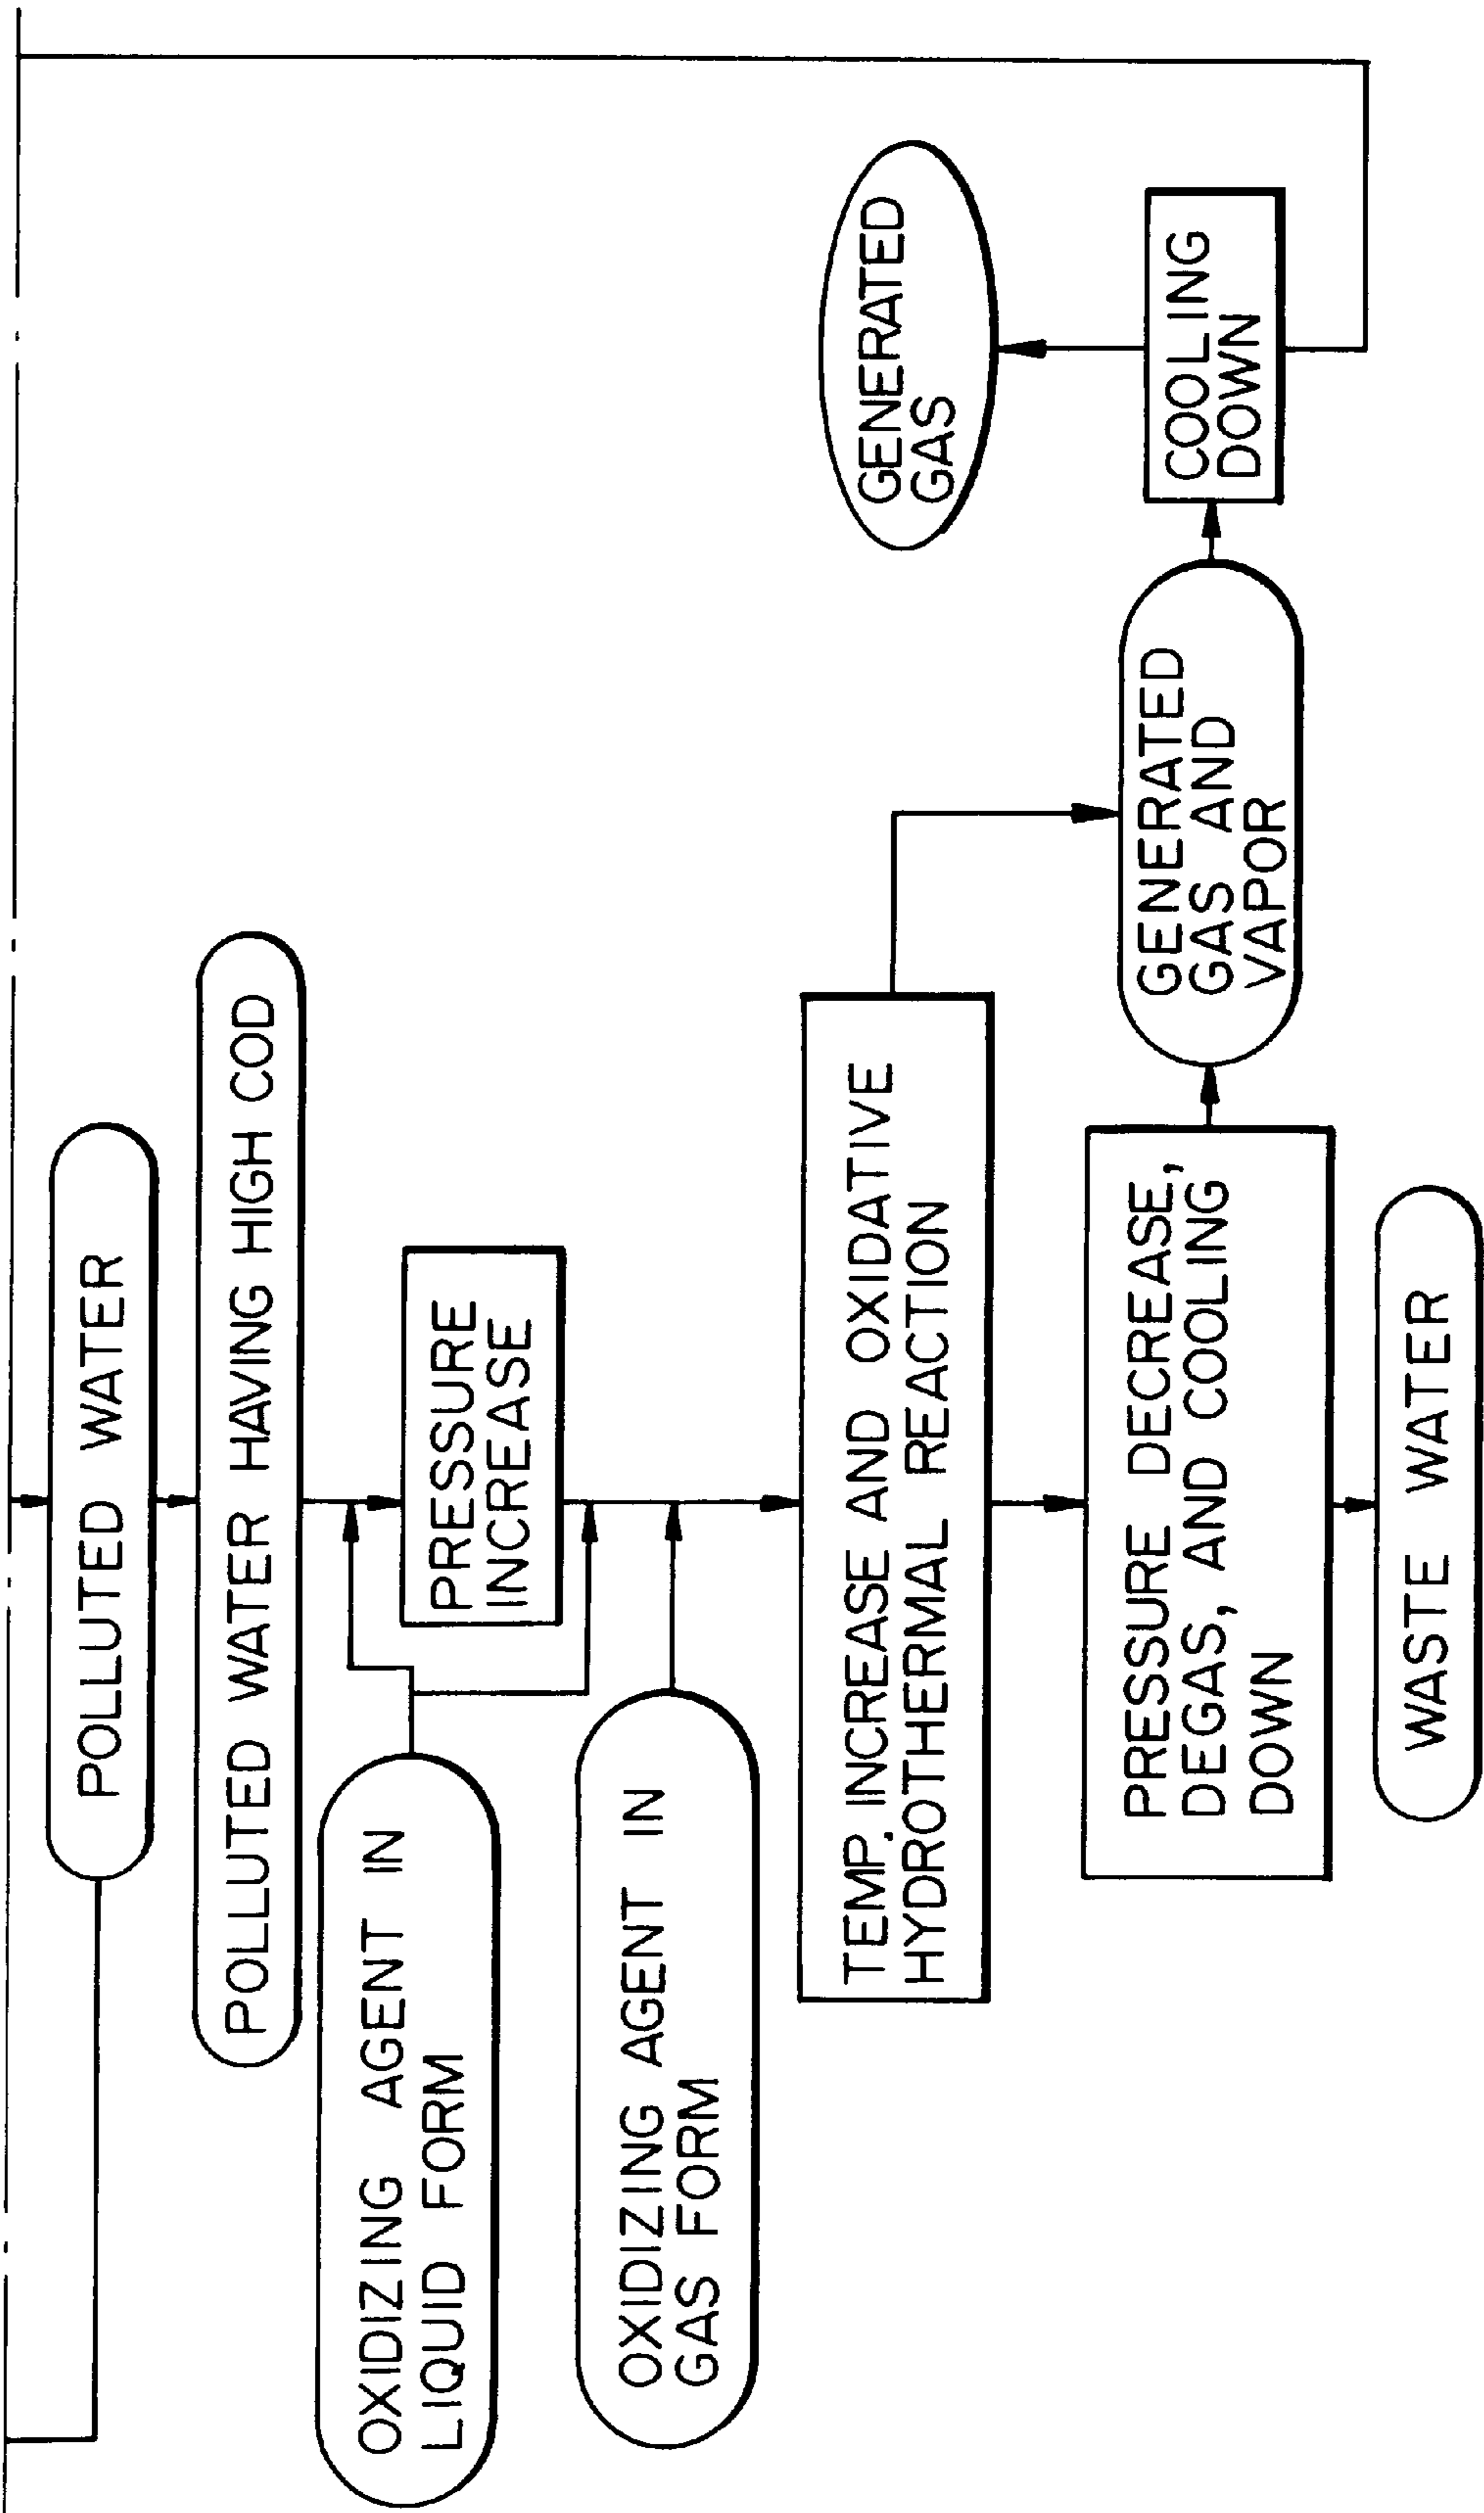 POLLUTED WATER
POLLUTED WATER HAVING HIGH COD
OXIDIZING AGENT IN
LIQUID FORM
PRESSURE
INCREASE
OXIDIZING AGENT IN
GAS FORM
TEMP. INCREASE AND OXIDATIVE
HYDROTHERMAL REACTION
GENERATED
GAS
PRESSURE DECREASE,
DEGAS, AND COOLING
DOWN
GENERATED
GAS AND
VAPOR
COOLING
DOWN
WASTE WATER